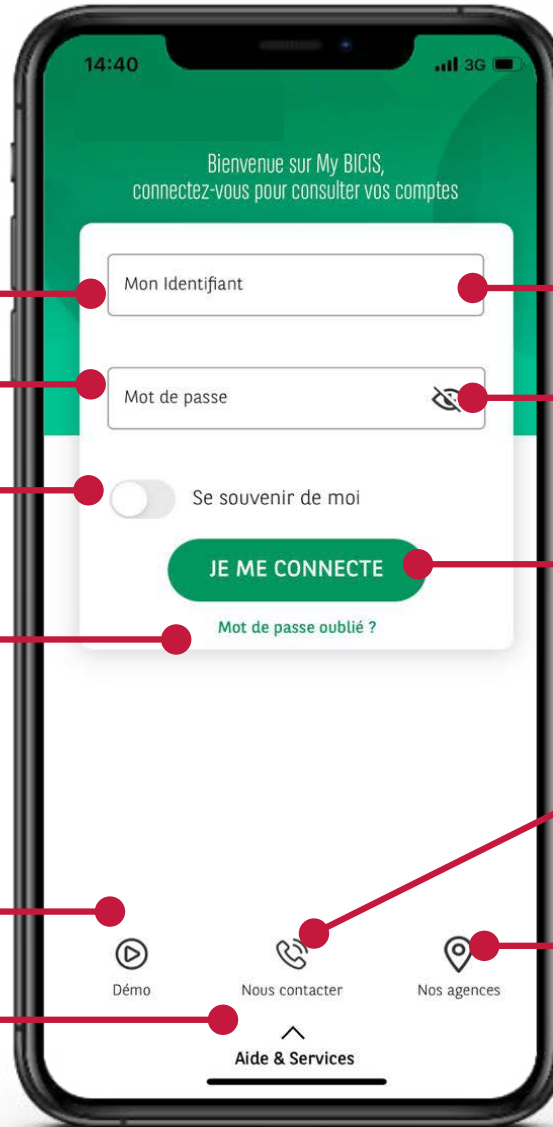 14:40
3G
Bienvenue sur My BICIS,
connectez-vous pour consulter vos comptes
Mon Identifiant
Mot de passe
Se souvenir de moi
JE ME CONNECTE
Mot de passe oublié ?
Démo
Nous contacter
Nos agences
Aide & Services